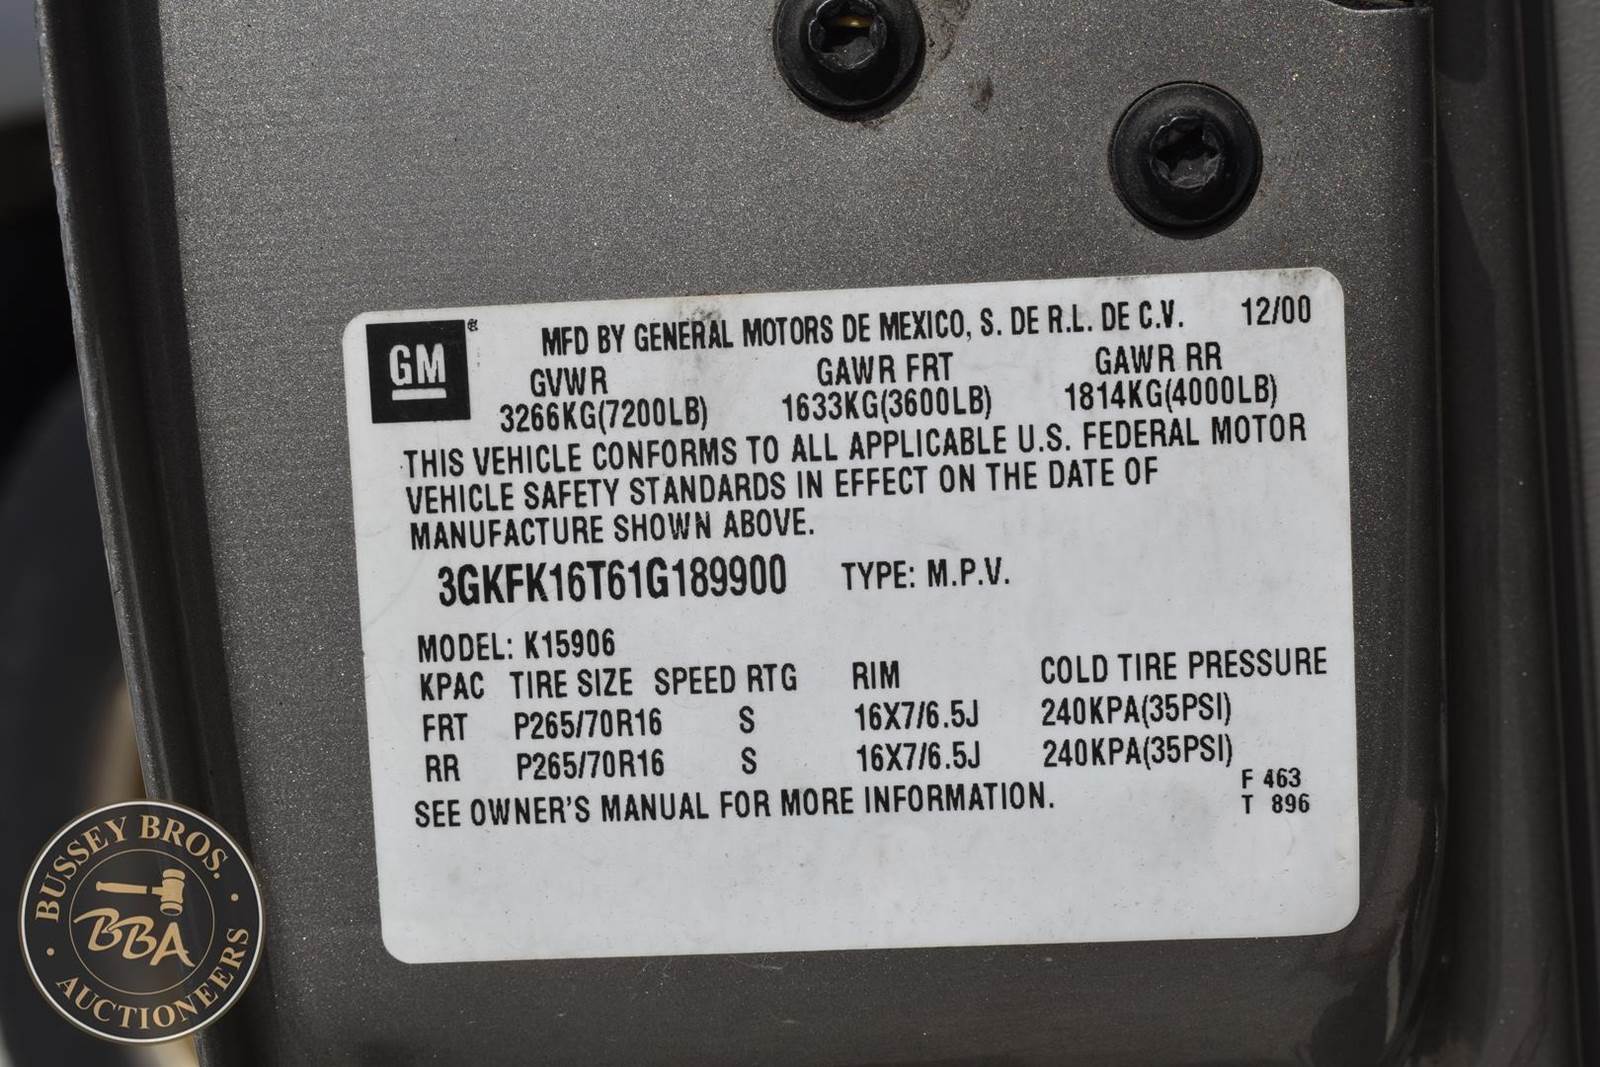 GM
MFD BY GENERAL MOTORS DE MEXICO, S. DE R.L. DE C.V. 12/00
GVWR GAWR FRT GAWR RR
3266KG(7200LB) 1633KG(3600LB) 1814KG(4000LB)
THIS VEHICLE CONFORMS TO ALL APPLICABLE U.S. FEDERAL MOTOR
VEHICLE SAFETY STANDARDS IN EFFECT ON THE DATE OF
MANUFACTURE SHOWN ABOVE.
3GKFK16T61G189900 TYPE: M.P.V.
MODEL: K15906
KPAC TIRE SIZE SPEED RTG RIM COLD TIRE PRESSURE
FRT P265/70R16 S 16X7/6.5J 240KPA(35PSI)
RR P265/70R16 S 16X7/6.5J 240KPA(35PSI)
SEE OWNER'S MANUAL FOR MORE INFORMATION.
F 463
T 896
BUSSEY BROS.
BBA
AUCTIONEERS